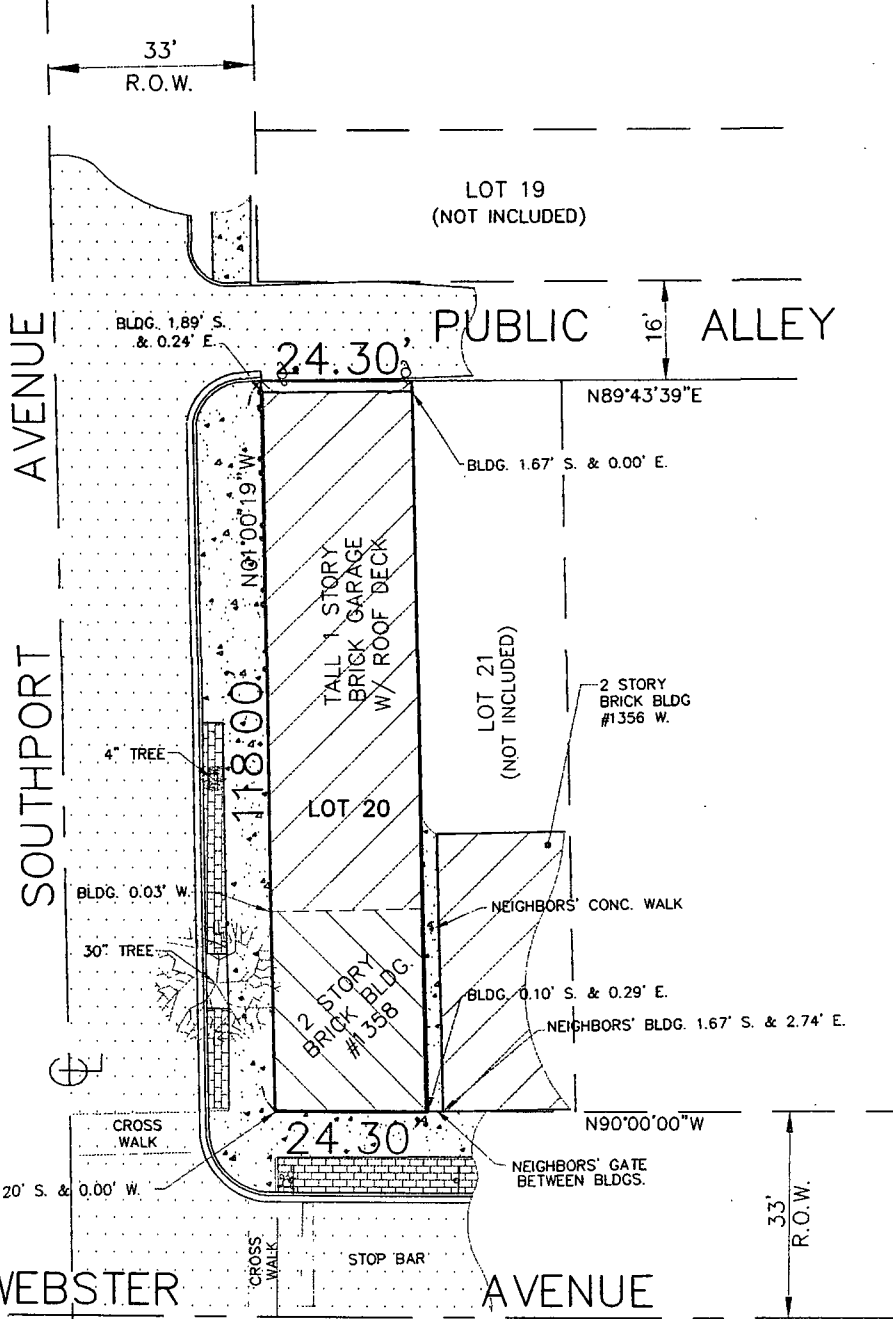 33'
R.O.W.
LOT 19
(NOT INCLUDED)
PUBLIC ALLEY
16'
BLDG. 1.89' S.
& 0.24' E.
24.30'
N89°43'39"E
BLDG. 1.67' S. & 0.00' E.
SOUTHPORT AVENUE
N01°00'19"W
118.00'
TALL 1 STORY
BRICK GARAGE
W/ ROOF DECK
LOT 21
(NOT INCLUDED)
2 STORY
BRICK BLDG
#1356 W.
4" TREE
LOT 20
BLDG. 0.03' W.
NEIGHBORS' CONC. WALK
30" TREE
2 STORY
BRICK BLDG.
#1358
BLDG. 0.10' S. & 0.29' E.
NEIGHBORS' BLDG. 1.67' S. & 2.74' E.
CL
CROSS
WALK
24.30
N90°00'00"W
20' S. & 0.00' W.
NEIGHBORS' GATE
BETWEEN BLDGS.
33'
R.O.W.
CROSS
WALK
STOP BAR
WEBSTER AVENUE